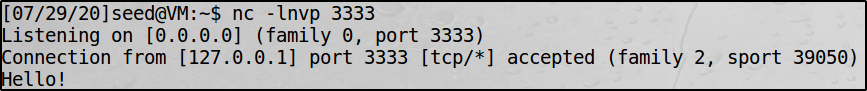 [07/29/20]seed@VM:~$ nc -lnvp 3333
Listening on [0.0.0.0] (family 0, port 3333)
Connection from [127.0.0.1] port 3333 [tcp/*] accepted (family 2, sport 39050)
Hello!